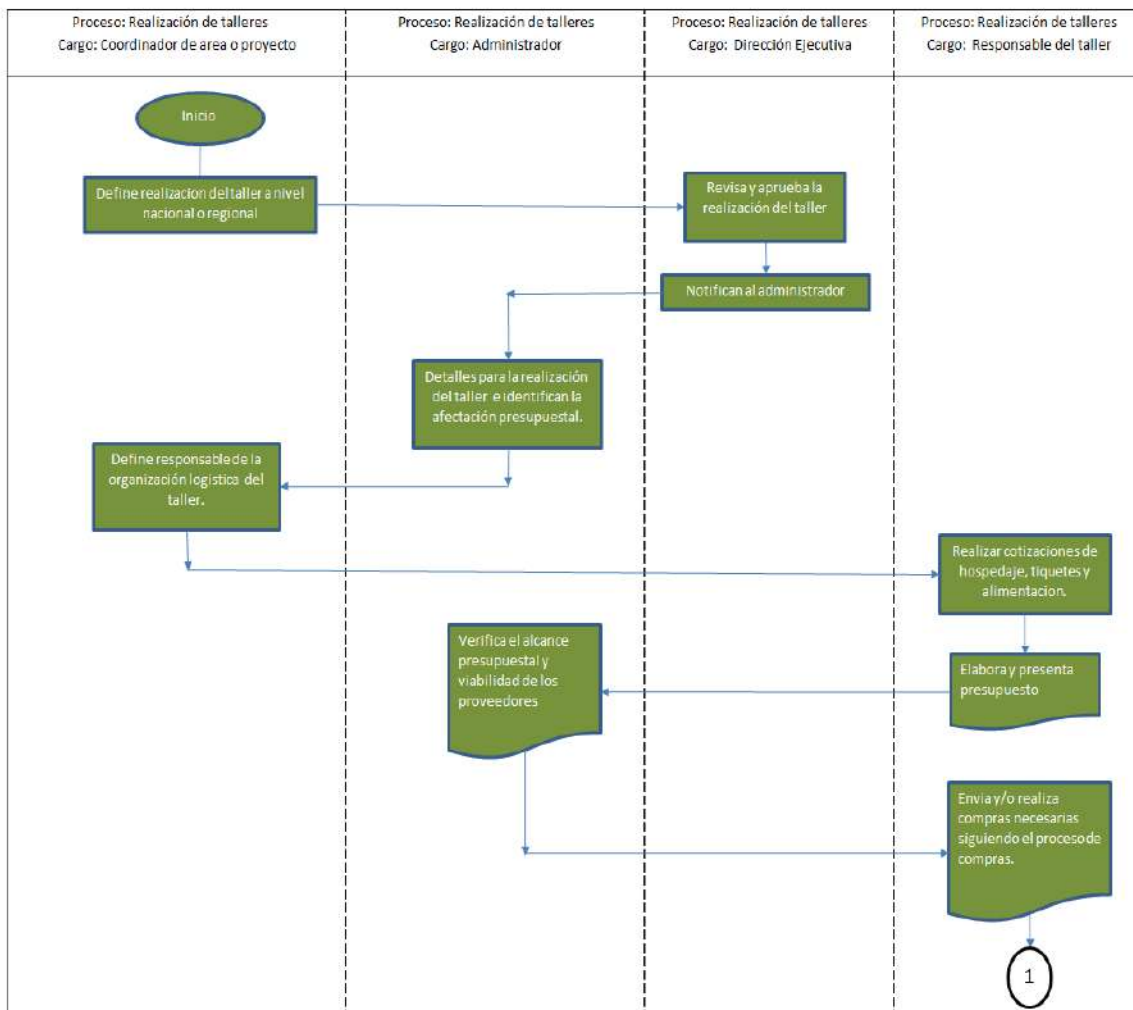 Proceso: Realización de talleres
Cargo: Coordinador de area o proyecto
Proceso: Realización de talleres
Cargo: Administrador
Proceso: Realización de talleres
Cargo: Dirección Ejecutiva
Proceso: Realización de talleres
Cargo: Responsable del taller
Inicio
Define realizacion del taller a nivel
nacional o regional
Revisa y aprueba la
realización del taller
Notifican al administrador
Detalles para la realización
del taller e identifican la
afectación presupuestal.
Define responsable de la
organización logistica del
taller.
Realizar cotizaciones de
hospedaje, tiquetes y
alimentacion.
Elabora y presenta
presupuesto
Verifica el alcance
presupuestal y
viabilidad de los
proveedores
Envia y/o realiza
compras necesarias
siguiendo el proceso de
compras.
1